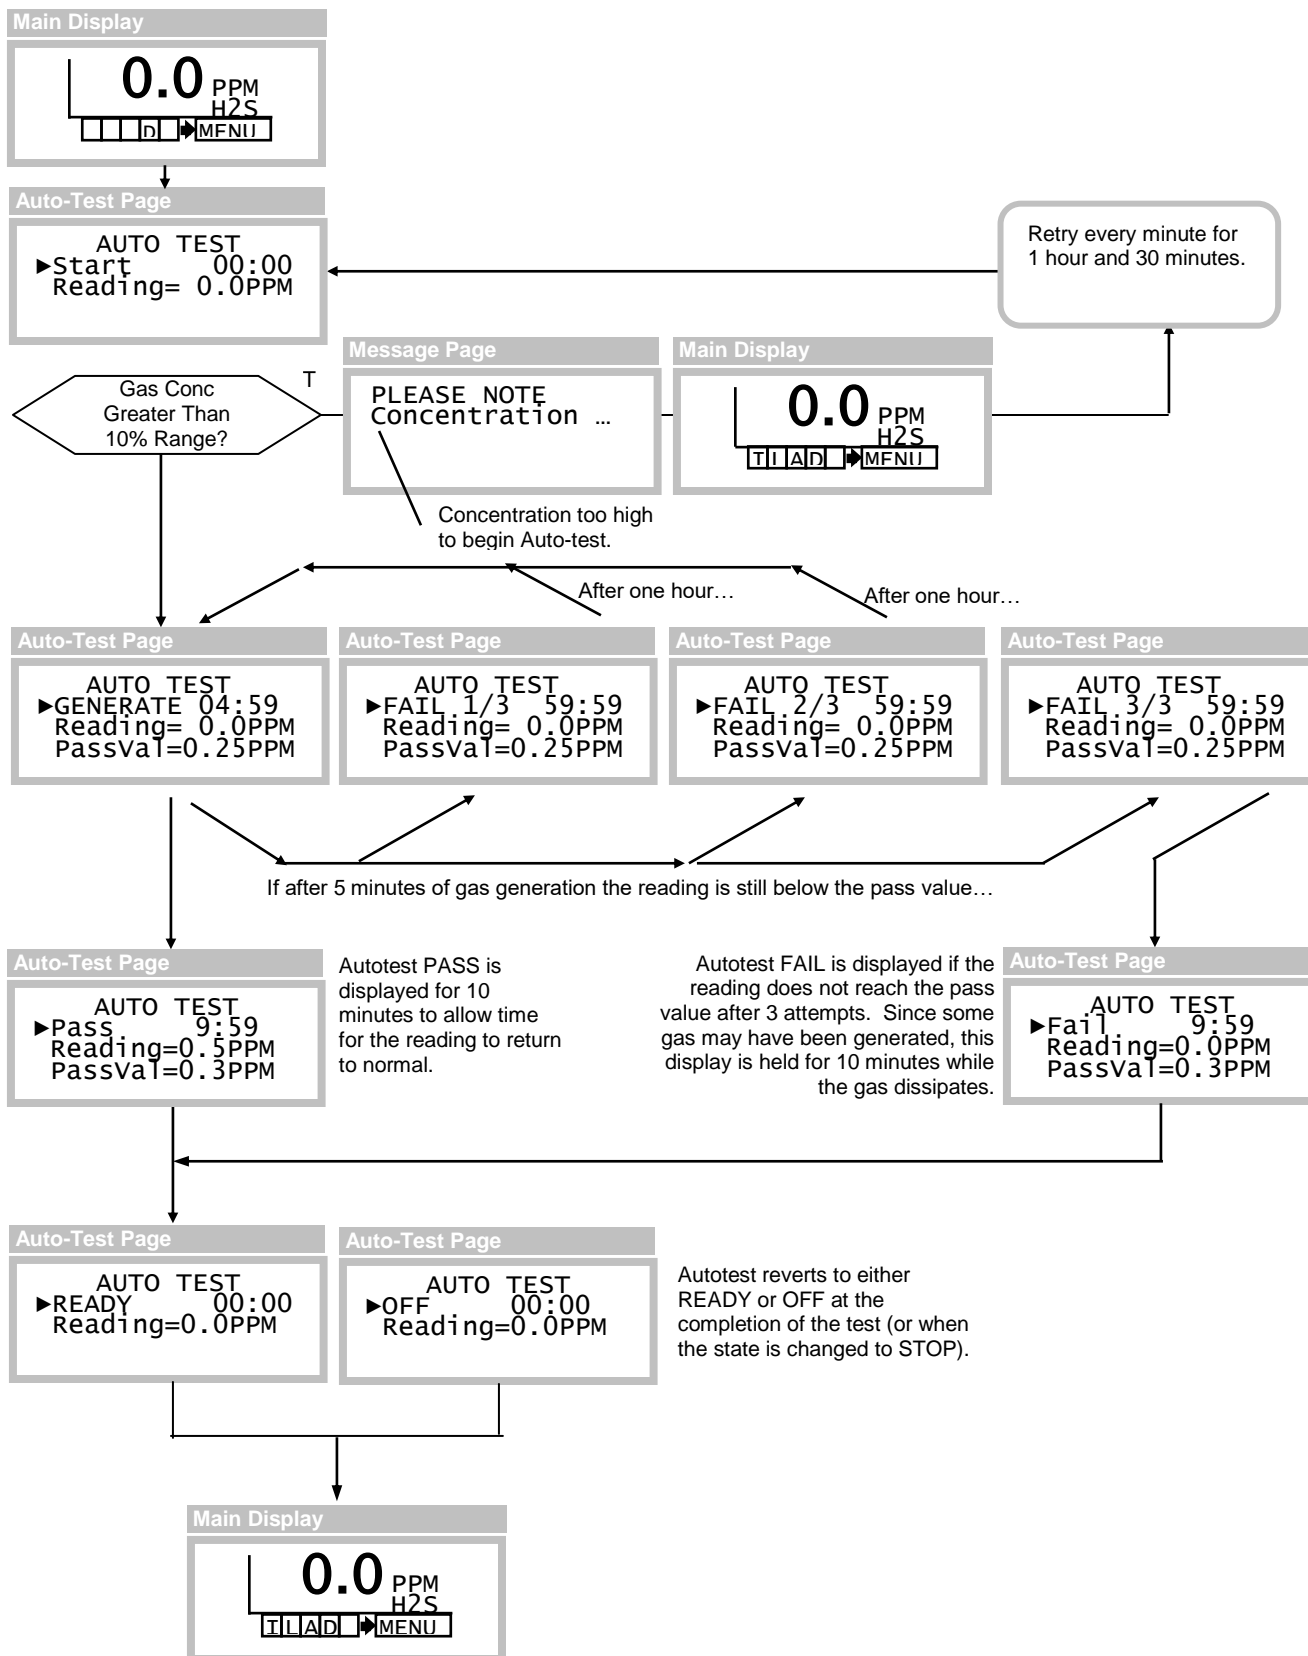 Main Display
0.0 PPM
H2S
D MENU
Auto-Test Page
AUTO TEST
►Start 00:00
Reading= 0.0PPM
Retry every minute for
1 hour and 30 minutes.
Gas Conc
Greater Than
10% Range?
T
Message Page
PLEASE NOTE
Concentration …
Main Display
0.0 PPM
H2S
MENU
Concentration too high
to begin Auto-test.
After one hour…
After one hour…
Auto-Test Page
AUTO TEST
►GENERATE 04:59
Reading= 0.0PPM
PassVal=0.25PPM
Auto-Test Page
AUTO TEST
►FAIL 1/3 59:59
Reading= 0.0PPM
PassVal=0.25PPM
Auto-Test Page
AUTO TEST
►FAIL 2/3 59:59
Reading= 0.0PPM
PassVal=0.25PPM
Auto-Test Page
AUTO TEST
►FAIL 3/3 59:59
Reading= 0.0PPM
PassVal=0.25PPM
If after 5 minutes of gas generation the reading is still below the pass value…
Auto-Test Page
AUTO TEST
►Pass 9:59
Reading=0.5PPM
PassVal=0.3PPM
Autotest PASS is
displayed for 10
minutes to allow time
for the reading to return
to normal.
Autotest FAIL is displayed if the
reading does not reach the pass
value after 3 attempts. Since some
gas may have been generated, this
display is held for 10 minutes while
the gas dissipates.
Auto-Test Page
AUTO TEST
►Fail 9:59
Reading=0.0PPM
PassVal=0.3PPM
Auto-Test Page
AUTO TEST
►READY 00:00
Reading=0.0PPM
Auto-Test Page
AUTO TEST
►OFF 00:00
Reading=0.0PPM
Autotest reverts to either
READY or OFF at the
completion of the test (or when
the state is changed to STOP).
Main Display
0.0 PPM
H2S
I L A D MENU